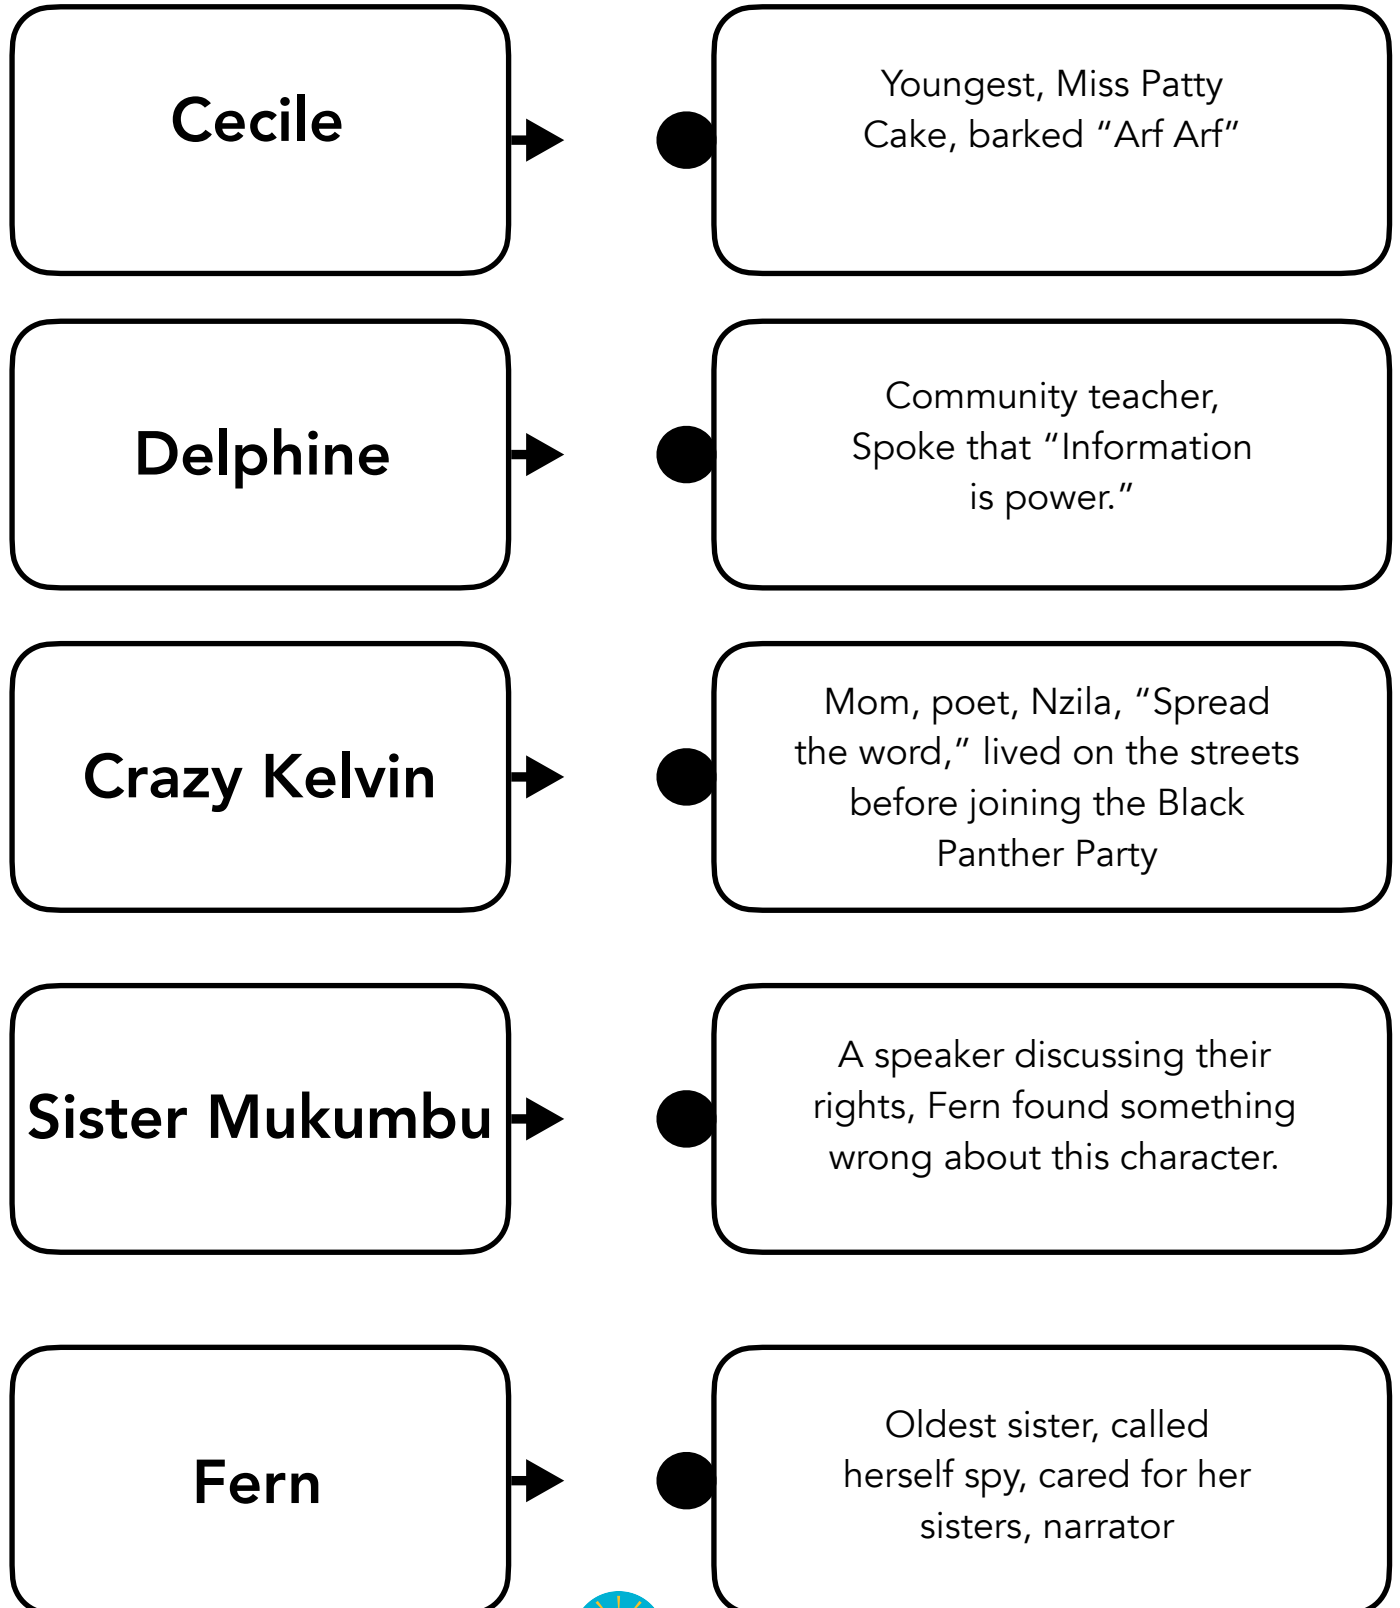 Cecile
Youngest, Miss Patty
Cake, barked “Arf Arf”
Delphine
Community teacher,
Spoke that “Information
is power.”
Crazy Kelvin
Mom, poet, Nzila, “Spread
the word,” lived on the streets
before joining the Black
Panther Party
Sister Mukumbu
A speaker discussing their
rights, Fern found something
wrong about this character.
Fern
Oldest sister, called
herself spy, cared for her
sisters, narrator